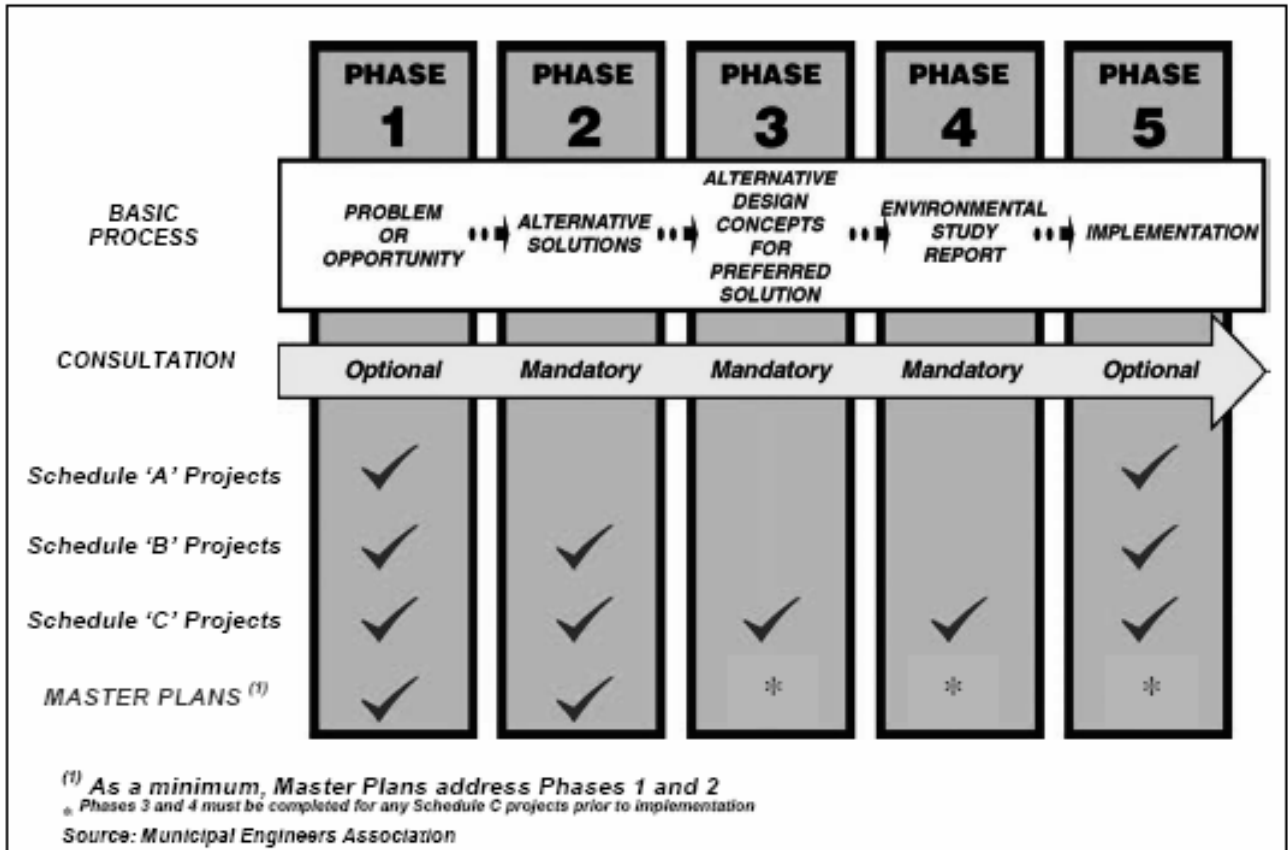 PHASE 1
PHASE 2
PHASE 3
PHASE 4
PHASE 5
BASIC
PROCESS
PROBLEM
OR
OPPORTUNITY
ALTERNATIVE
SOLUTIONS
ALTERNATIVE
DESIGN
CONCEPTS
FOR
PREFERRED
SOLUTION
ENVIRONMENTAL
STUDY
REPORT
IMPLEMENTATION
CONSULTATION
Optional
Mandatory
Mandatory
Mandatory
Optional
Schedule ‘A’ Projects
Schedule ‘B’ Projects
Schedule ‘C’ Projects
MASTER PLANS (1)
* * *
(1) As a minimum, Master Plans address Phases 1 and 2
* Phases 3 and 4 must be completed for any Schedule C projects prior to implementation
Source: Municipal Engineers Association